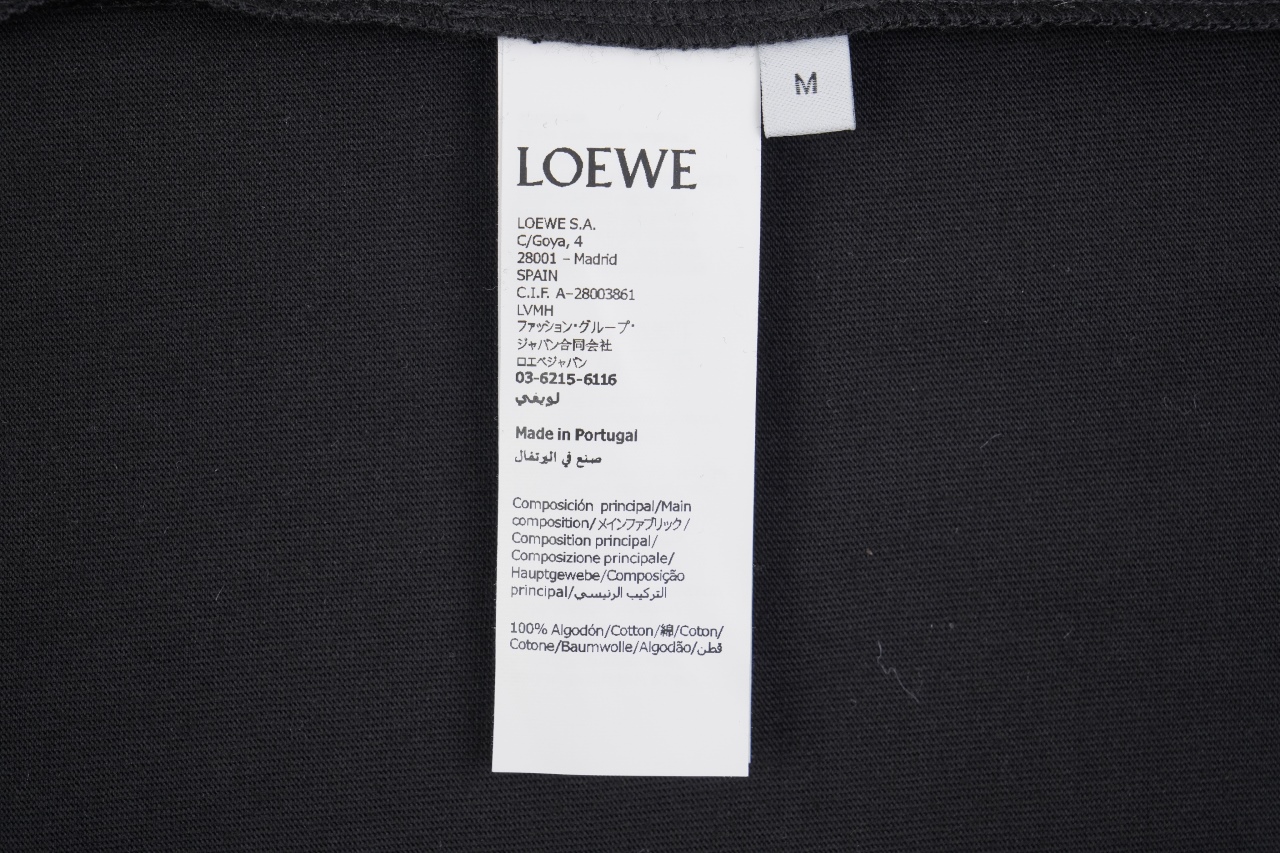 M
LOEWE
LOEWE S.A.
C/Goya, 4
28001 – Madrid
SPAIN
C.I.F. A-28003861
LVMH
ファッション・グループ・
ジャパン合同会社
ロエベジャパン
03-6215-6116
لويفي
Made in Portugal
صنع في البرتغال
Composición principal/Main
composition/メインファブリック/
Composition principal/
Composizione principale/
Hauptgewebe/Composição
principal/التركيب الرئيسي
100% Algodón/Cotton/綿/Coton/
Cotone/Baumwolle/Algodão/قطن